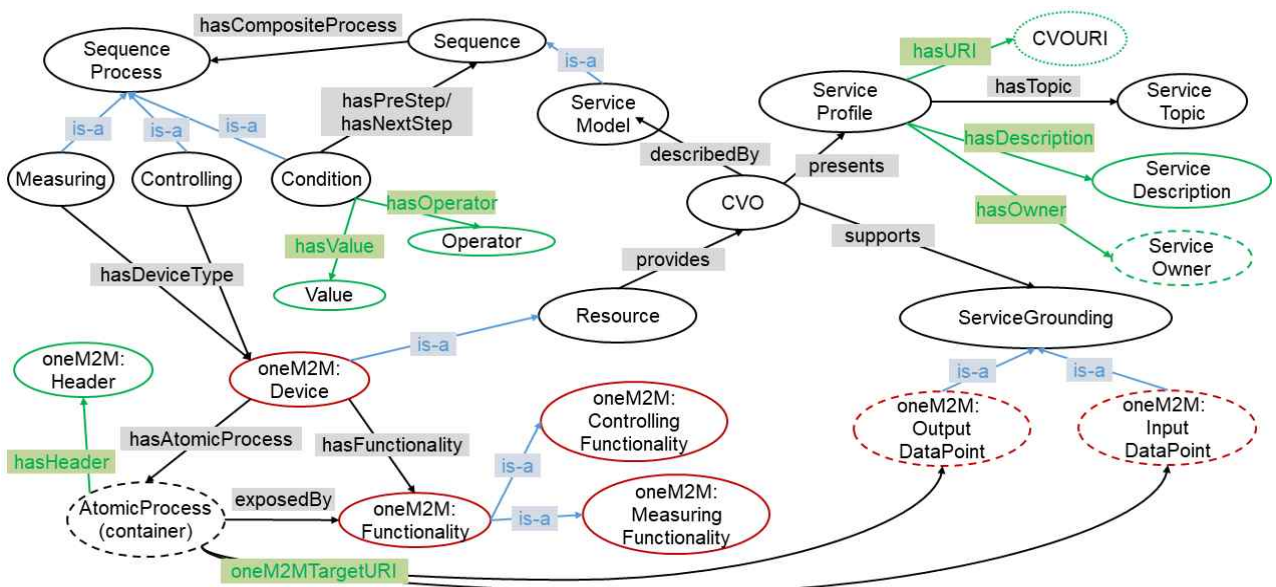 hasCompositeProcess
Sequence
Process
Sequence
is-a
hasURI
CVOURI
hasTopic
Service
Profile
Service
Topic
hasPreStep/
hasNextStep
Service
Model
is-a
is-a
is-a
describedBy
presents
hasDescription
Measuring
Controlling
Condition
Service
Description
CVO
hasOperator
hasOwner
Operator
hasValue
supports
Service
Owner
hasDeviceType
provides
Value
Resource
ServiceGrounding
is-a
oneM2M:
Header
oneM2M:
Device
is-a
is-a
oneM2M:
Controlling
Functionality
oneM2M:
Output
DataPoint
oneM2M:
Input
DataPoint
hasAtomicProcess
hasFunctionality
hasHeader
is-a
AtomicProcess
(container)
exposedBy
oneM2M:
Functionality
is-a
oneM2M:
Measuring
Functionality
oneM2MTargetURI